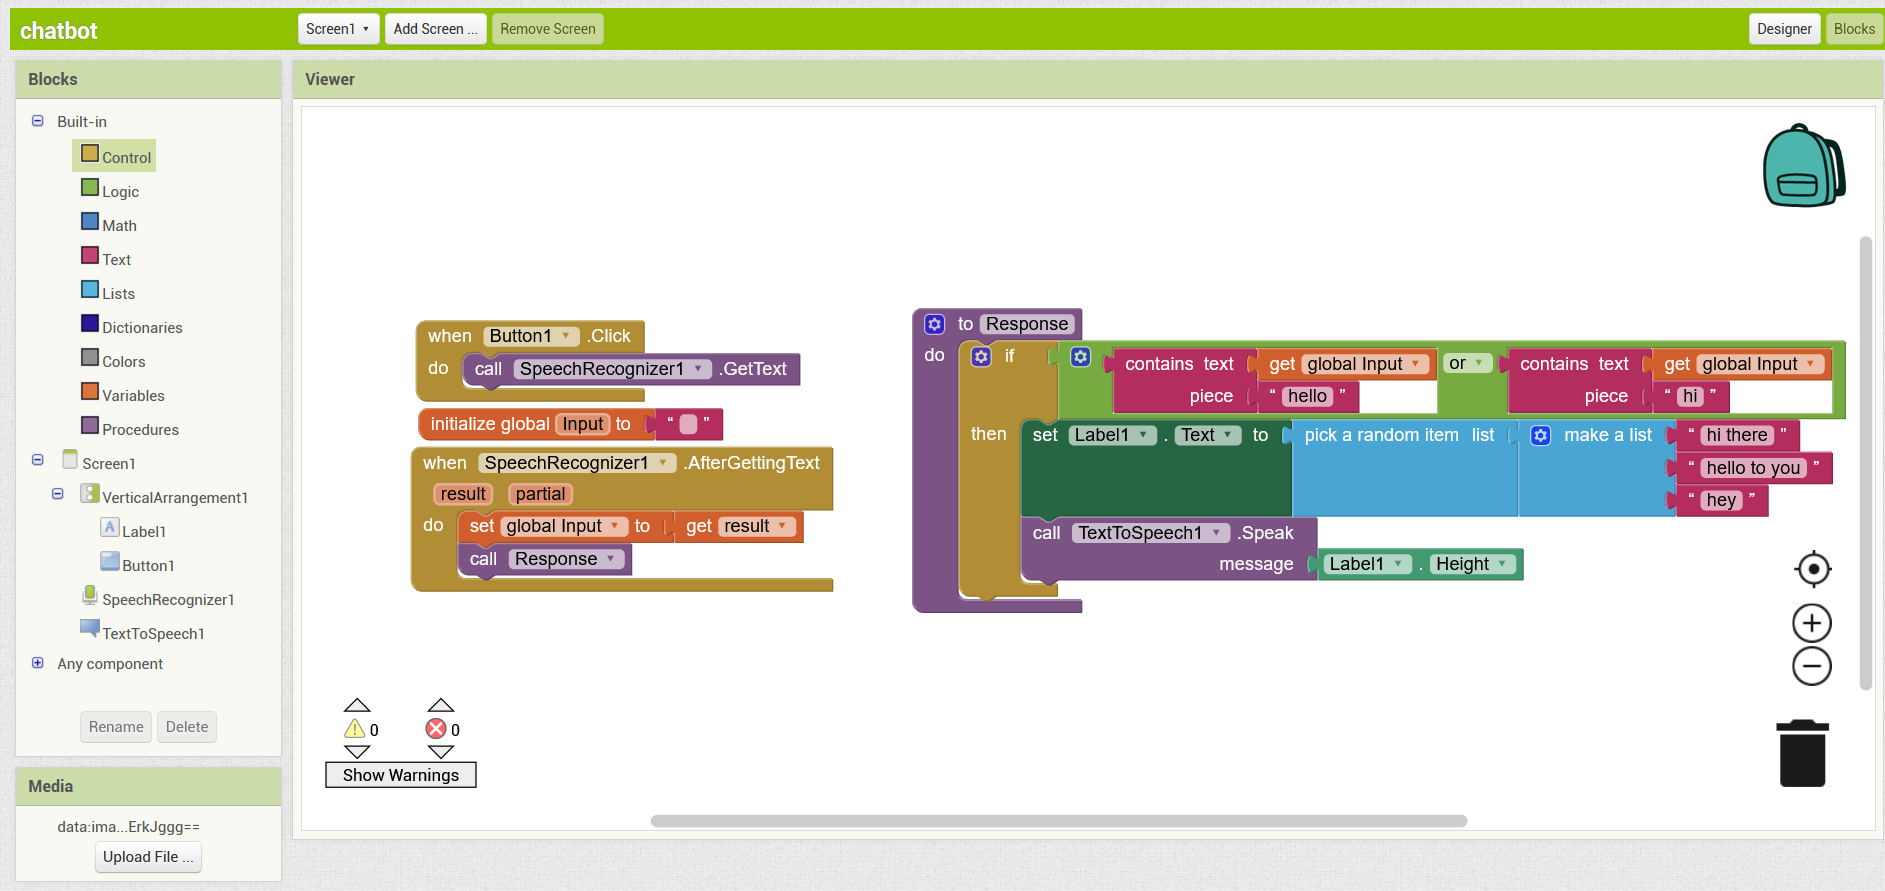 chatbot
Screen1
Add Screen ...
Remove Screen
Designer
Blocks
Blocks
Built-in
Control
Logic
Math
Text
Lists
Dictionaries
Colors
Variables
Procedures
Screen1
VerticalArrangement1
Label1
Button1
SpeechRecognizer1
TextToSpeech1
Any component
Rename
Delete
Media
data:ima...ErkJggg==
Upload File ...
Viewer
when Button1 .Click
do call SpeechRecognizer1 .GetText
initialize global Input to “ ”
when SpeechRecognizer1 .AfterGettingText
result partial
do set global Input to get result
call Response
to Response
do if contains text get global Input or contains text get global Input
piece “ hello ” piece “ hi ”
then set Label1 . Text to pick a random item list make a list “ hi there ”
“ hello to you ”
“ hey ”
call TextToSpeech1 .Speak
message Label1 . Height
0 0
Show Warnings